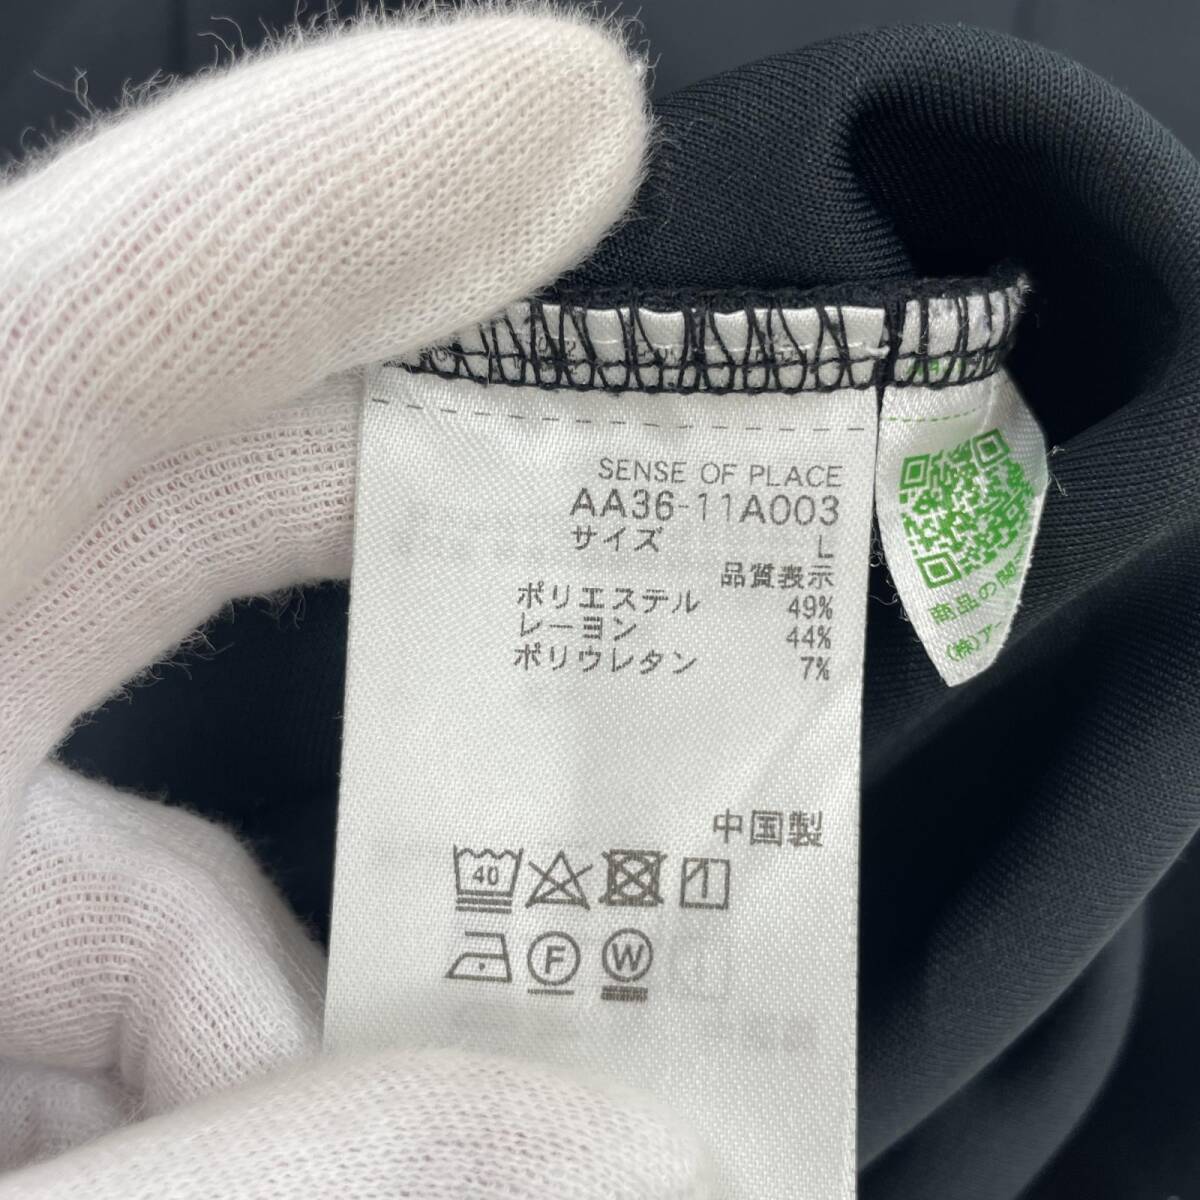 SENSE OF PLACE
AA36-11A003
サイズ L
品質表示
ポリエステル 49%
レーヨン 44%
ポリウレタン 7%
中国製
40
F
W
商品の
(株)アー